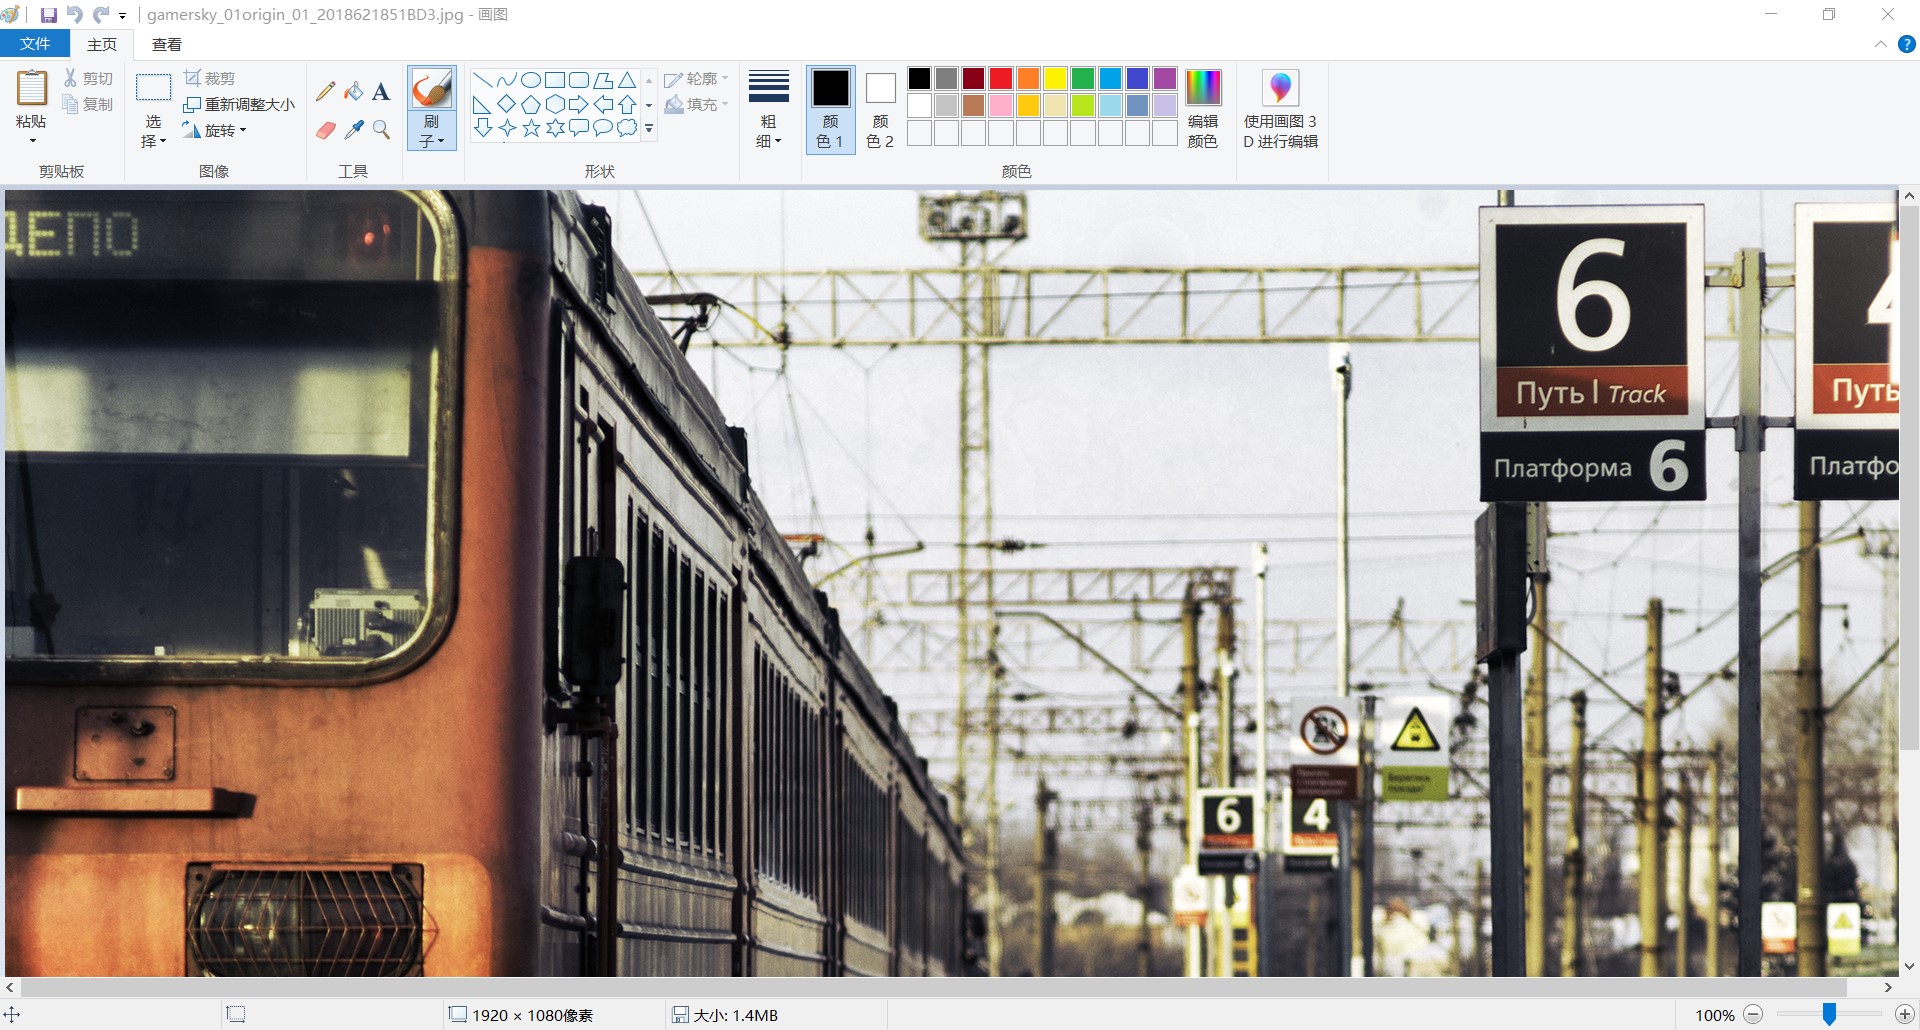 gamersky_01origin_01_2018621851BD3.jpg - 画图
文件 主页 查看
粘贴
剪切
复制
剪贴板
选择
裁剪
重新调整大小
旋转
图像
A
工具
刷子
轮廓
填充
形状
粗细
颜色 1
颜色 2
编辑颜色
颜色
使用画图 3D 进行编辑
ДЕПО
6
Путь | Track
Платформа 6
4
Путь
Платфо
6
4
1920 × 1080像素
大小: 1.4MB
100%